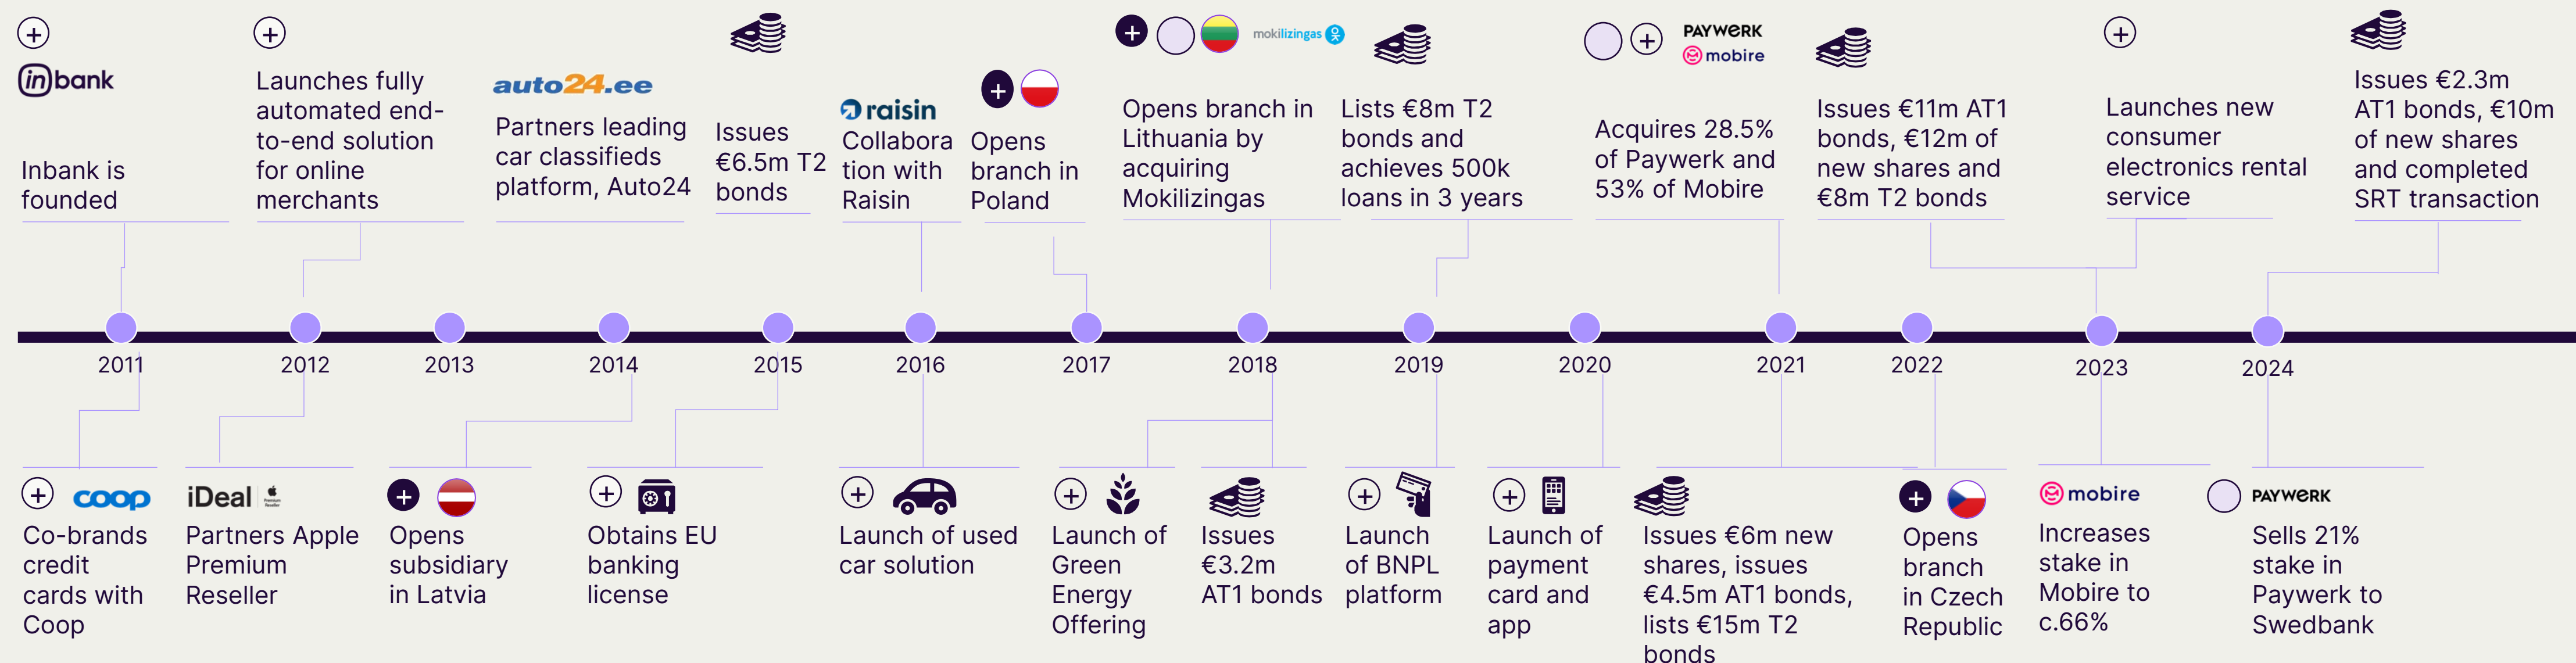 inbank
Inbank is
founded
Launches fully
automated end-
to-end solution
for online
merchants
auto24.ee
Partners leading
car classifieds
platform, Auto24
Issues
€6.5m T2
bonds
raisin
Collabora
tion with
Raisin
Opens
branch in
Poland
mokilizingas
Opens branch in
Lithuania by
acquiring
Mokilizingas
Lists €8m T2
bonds and
achieves 500k
loans in 3 years
PAYWERK
mobire
Acquires 28.5%
of Paywerk and
53% of Mobire
Issues €11m AT1
bonds, €12m of
new shares and
€8m T2 bonds
Launches new
consumer
electronics rental
service
Issues €2.3m
AT1 bonds, €10m
of new shares
and completed
SRT transaction
2011
2012
2013
2014
2015
2016
2017
2018
2019
2020
2021
2022
2023
2024
coop
Co-brands
credit
cards with
Coop
iDeal
Partners Apple
Premium
Reseller
Opens
subsidiary
in Latvia
Obtains EU
banking
license
Launch of used
car solution
Launch of
Green
Energy
Offering
Issues
€3.2m
AT1 bonds
Launch
of BNPL
platform
Launch of
payment
card and
app
Issues €6m new
shares, issues
€4.5m AT1 bonds,
lists €15m T2
bonds
Opens
branch
in Czech
Republic
mobire
Increases
stake in
Mobire to
c.66%
PAYWERK
Sells 21%
stake in
Paywerk to
Swedbank